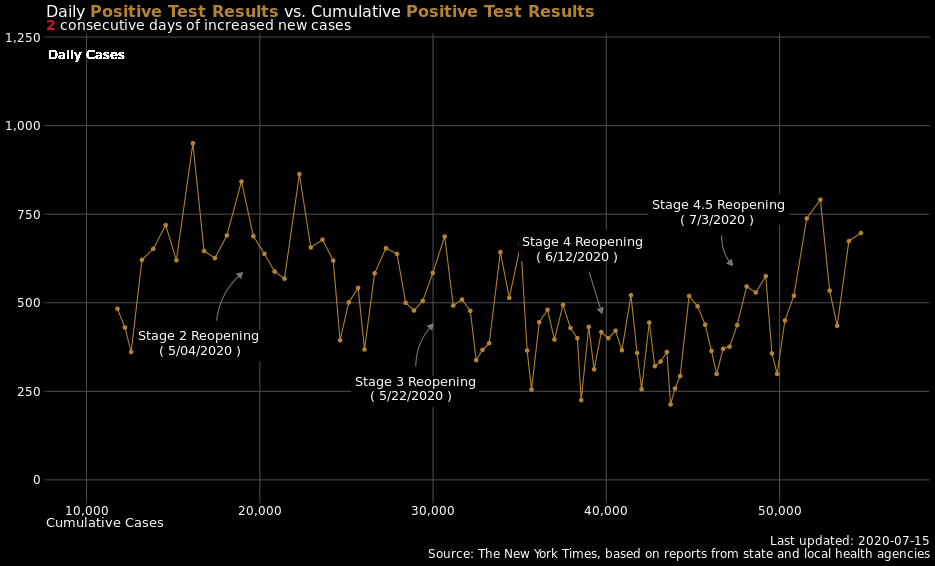 Daily Positive Test Results vs. Cumulative Positive Test Results
2 consecutive days of increased new cases
1,250
Daily Cases
1,000
750
500
250
0
Stage 2 Reopening
( 5/04/2020 )
Stage 3 Reopening
( 5/22/2020 )
Stage 4 Reopening
( 6/12/2020 )
Stage 4.5 Reopening
( 7/3/2020 )
10,000 20,000 30,000 40,000 50,000
Cumulative Cases
Last updated: 2020-07-15
Source: The New York Times, based on reports from state and local health agencies